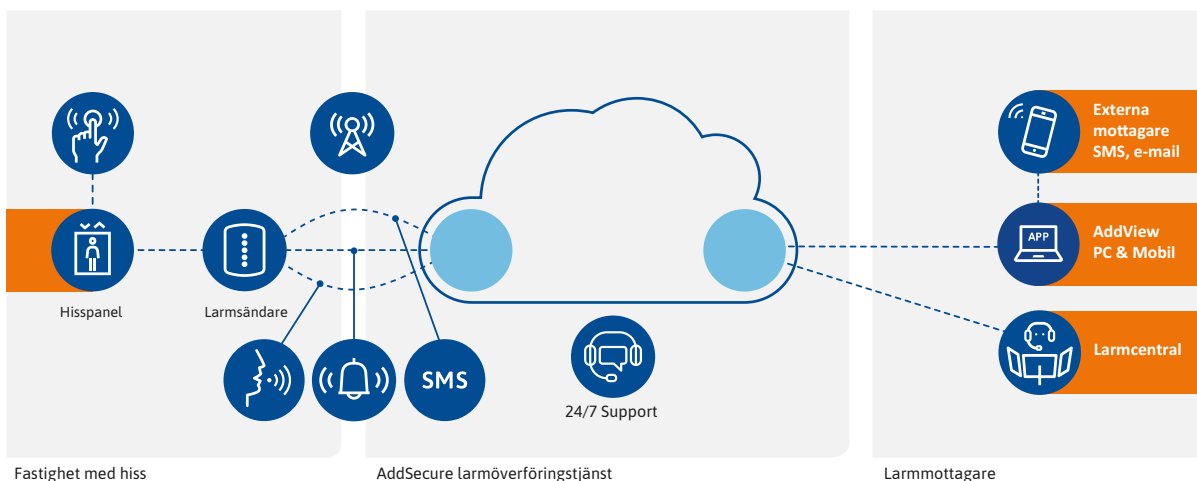 Hisspanel
Larmsändare
SMS
24/7 Support
Externa
mottagare
SMS, e-mail
APP
AddView
PC & Mobil
Larmcentral
Fastighet med hiss
AddSecure larmöverföringstjänst
Larmmottagare